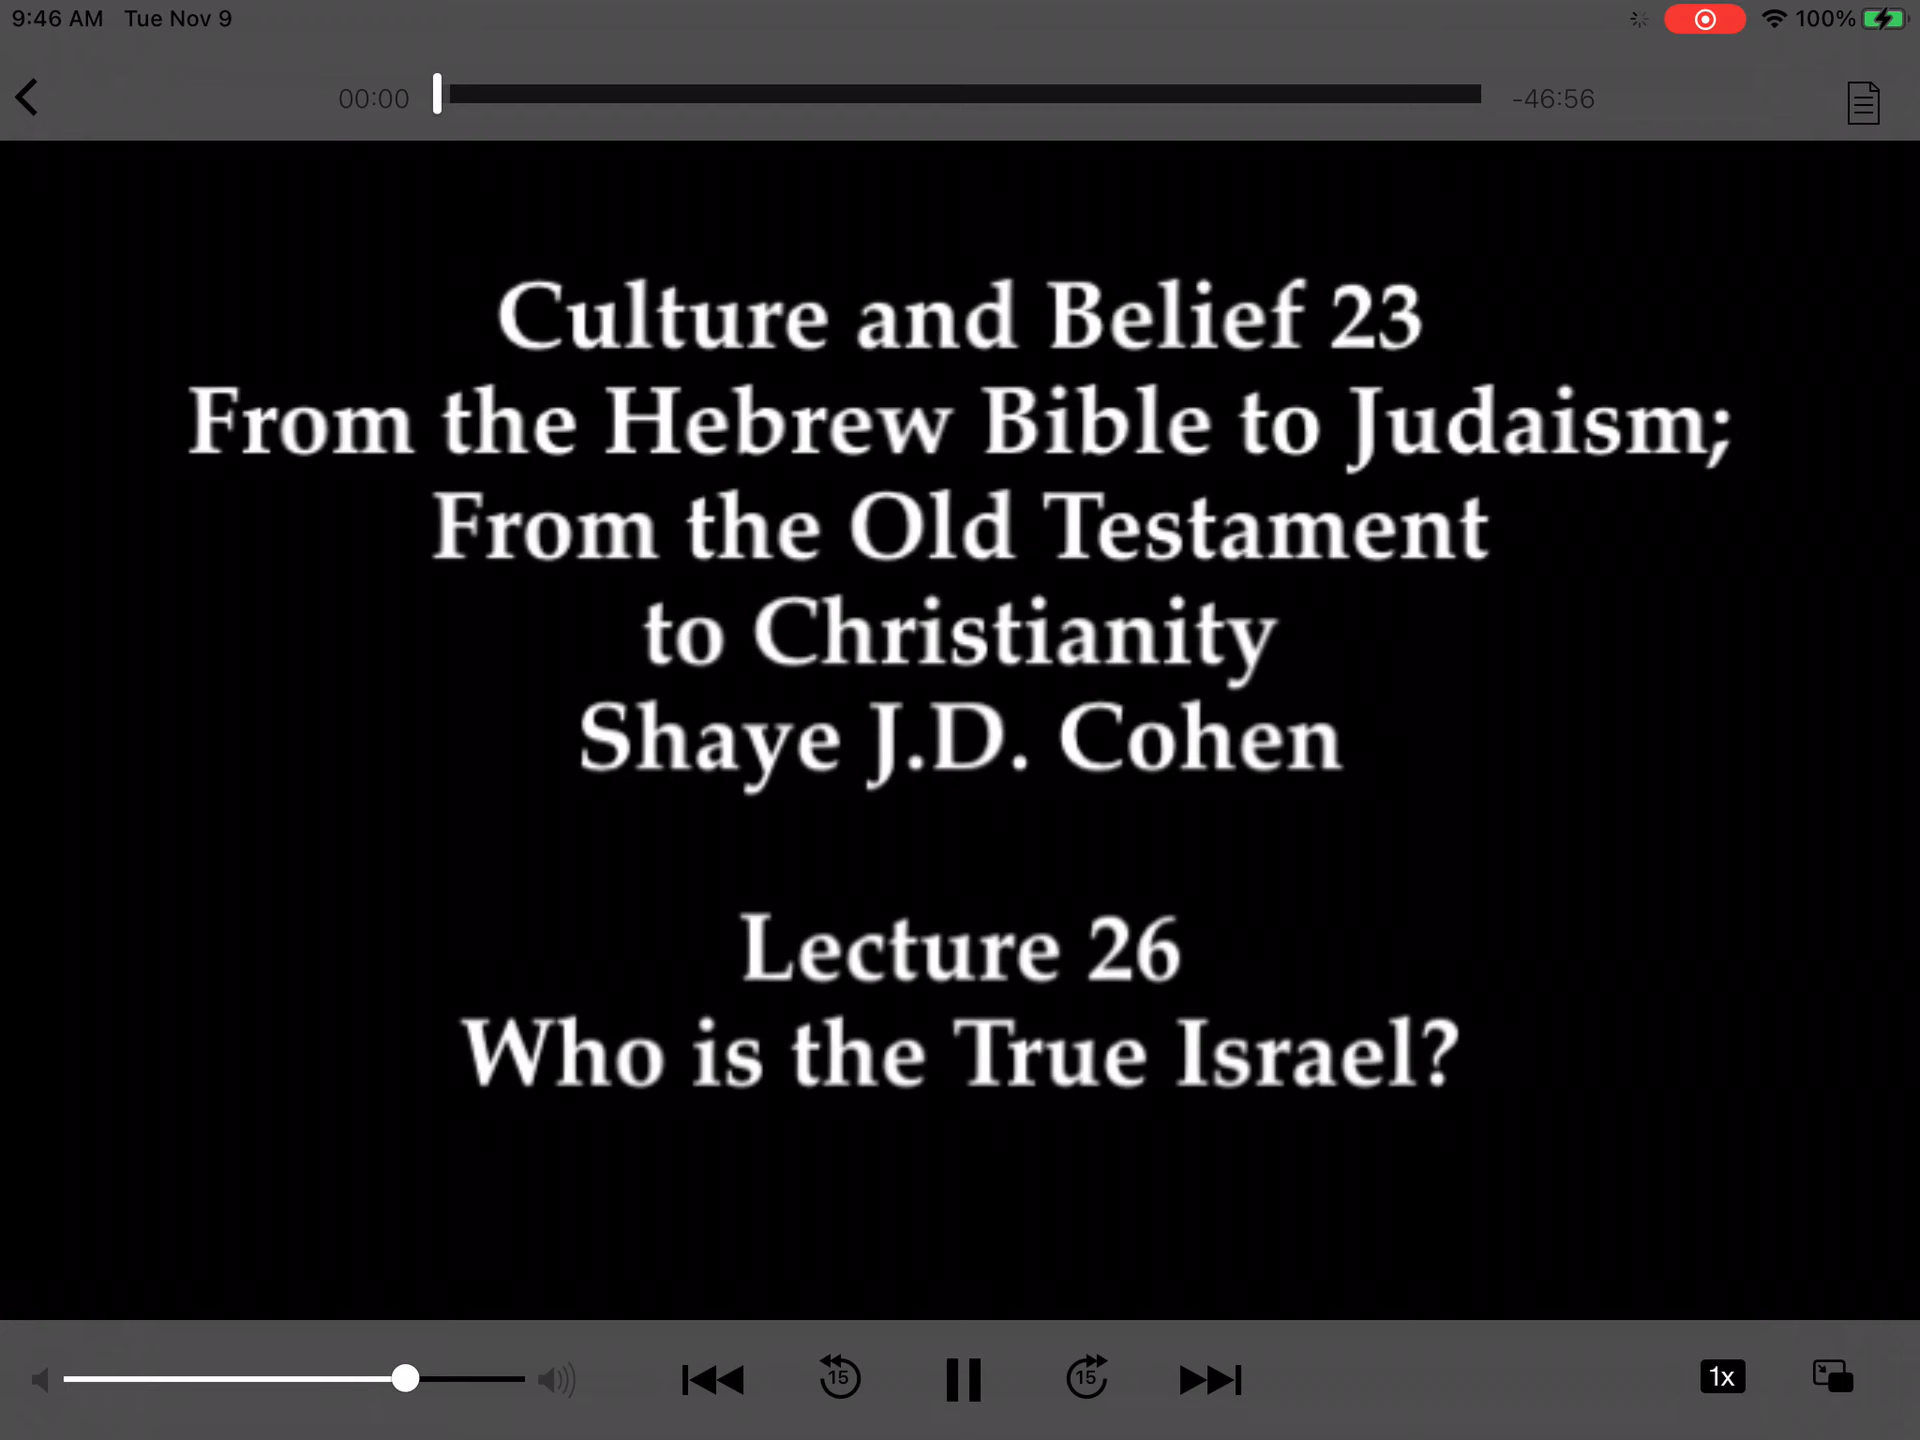 9:46 AM Tue Nov 9
100%
00:00
-46:56
Culture and Belief 23
From the Hebrew Bible to Judaism;
From the Old Testament
to Christianity
Shaye J.D. Cohen
Lecture 26
Who is the True Israel?
15
15
1x